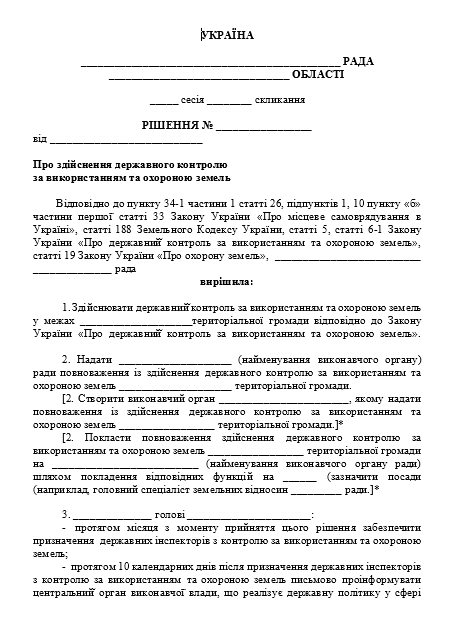 УКРАЇНА
___________________________________________________ РАДА
________________________________ ОБЛАСТІ
_____ сесія ________ скликання
РІШЕННЯ № _________________
від ___________________________
Про здійснення державного контролю
за використанням та охороною земель
Відповідно до пункту 34-1 частини 1 статті 26, підпунктів 1, 10 пункту «б»
частини першої статті 33 Закону України «Про місцеве самоврядування в
Україні», статті 188 Земельного Кодексу України, статті 5, статті 6-1 Закону
України «Про державний контроль за використанням та охороною земель»,
статті 19 Закону України «Про охорону земель», __________________________
______________ рада
вирішила:
1. Здійснювати державний контроль за використанням та охороною земель
у межах ____________________територіальної громади відповідно до Закону
України «Про державний контроль за використанням та охороною земель».
2. Надати ____________________ (найменування виконавчого органу)
ради повноваження із здійснення державного контролю за використанням та
охороною земель ____________________ територіальної громади.
[2. Створити виконавчий орган _______________________, якому надати
повноваження із здійснення державного контролю за використанням та
охороною земель _________________ територіальної громади.]*
[2. Покласти повноваження здійснення державного контролю за
використанням та охороною земель _________________ територіальної громади
на __________________________ (найменування виконавчого органу ради)
шляхом покладення відповідних функцій на ______ (зазначити посади
(наприклад, головний спеціаліст земельних відносин _________ ради.]*
3. ______________ голові ______________________:
- протягом місяця з моменту прийняття цього рішення забезпечити
призначення державних інспекторів з контролю за використанням та охороною
земель;
- протягом 10 календарних днів після призначення державних інспекторів
з контролю за використанням та охороною земель письмово проінформувати
центральний орган виконавчої влади, що реалізує державну політику у сфері